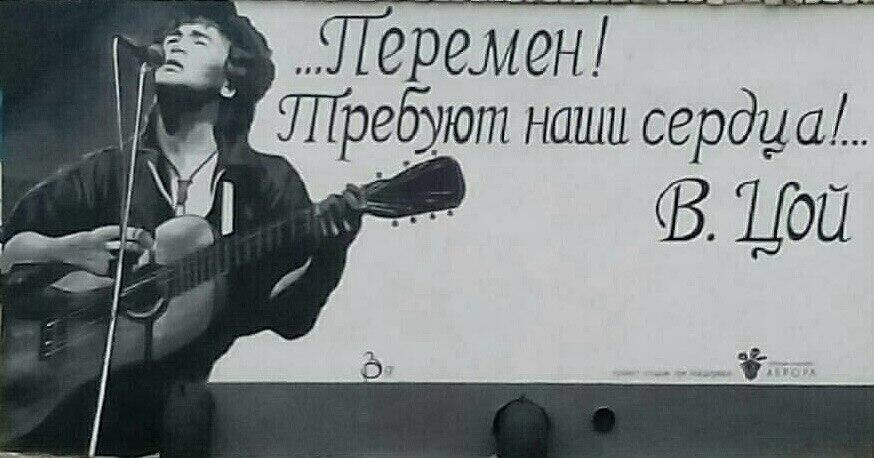 ...Перемен!
Требуют наши сердца!...
В. Цой
АВРОРА